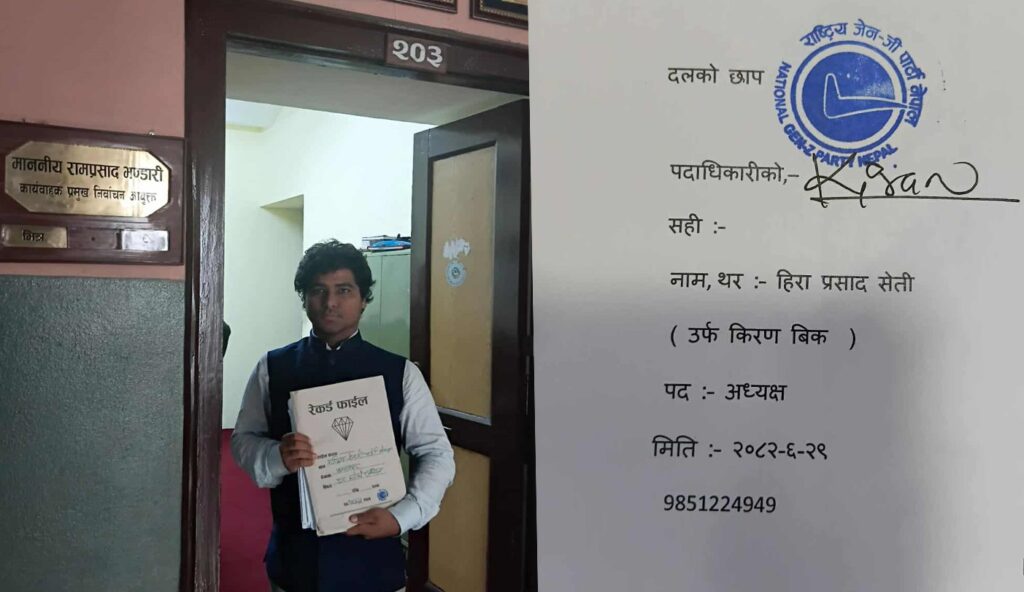 २०३
माननीय रामप्रसाद भण्डारी
कार्यवाहक प्रमुख निर्वाचन आयुक्त
भित्र
रेकर्ड फाईल
राष्ट्रिय जेन-जी पार्टी नेपाल
NATIONAL GEN-Z PARTY NEPAL
दलको छाप
पदाधिकारीको,- Kiran
सही :-
नाम, थर :- हिरा प्रसाद सेती
( उर्फ किरण बिक )
पद :- अध्यक्ष
मिति :- २०८२-६-२९
9851224949